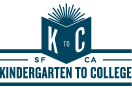 K TO C
SF CA
KINDERGARTEN TO COLLEGE